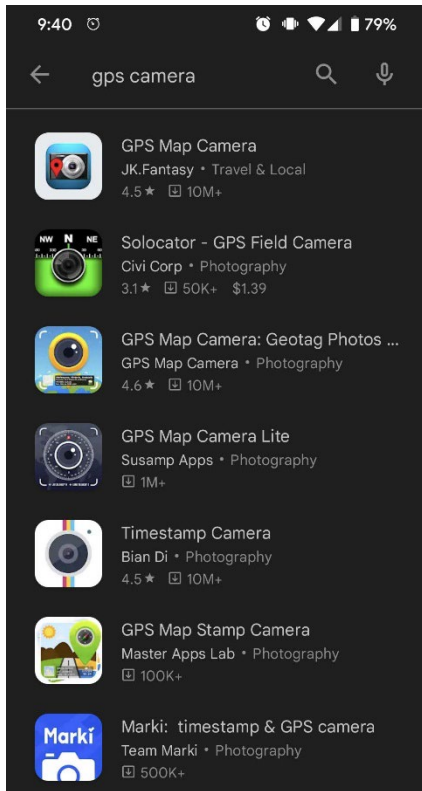 9:40 79%
gps camera
GPS Map Camera
JK.Fantasy • Travel & Local
4.5★ 10M+
NW N NE
Solocator - GPS Field Camera
Civi Corp • Photography
3.1★ 50K+ $1.39
GPS Map Camera: Geotag Photos ...
GPS Map Camera • Photography
4.6★ 10M+
GPS Map Camera Lite
Susamp Apps • Photography
1M+
Timestamp Camera
Bian Di • Photography
4.5★ 10M+
GPS Map Stamp Camera
Master Apps Lab • Photography
100K+
Marki
Marki: timestamp & GPS camera
Team Marki • Photography
500K+